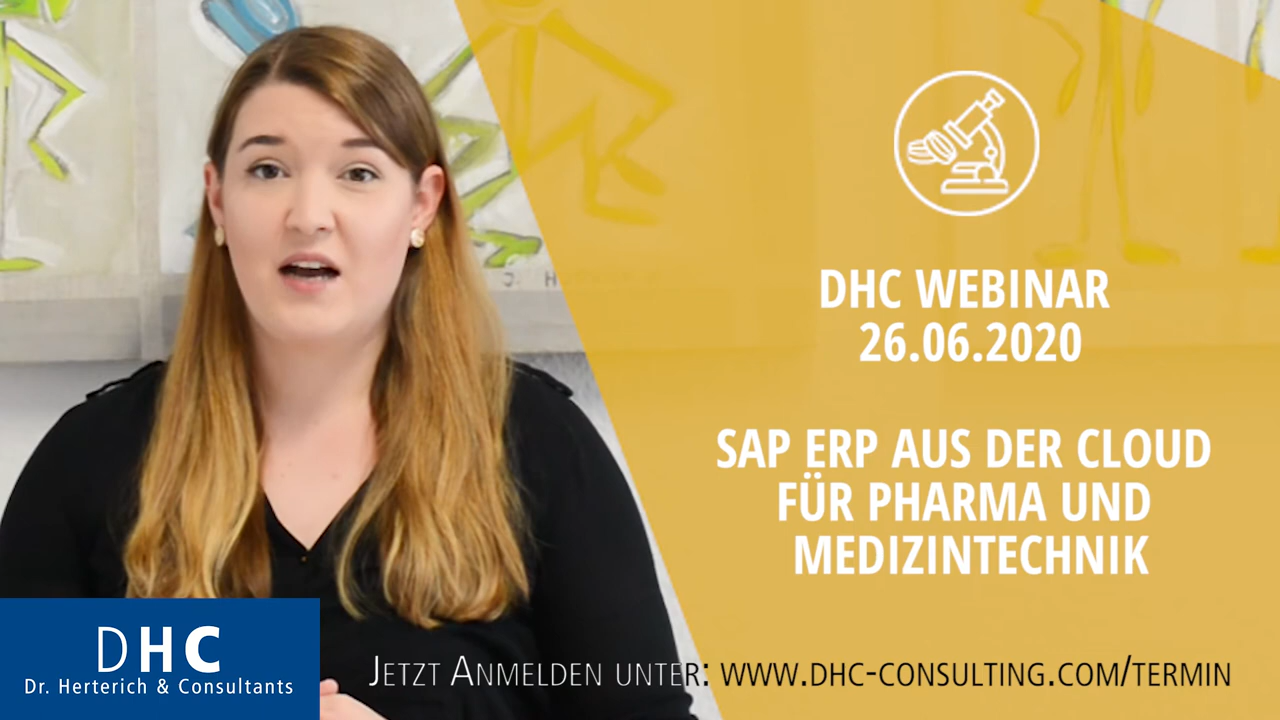 DHC WEBINAR
26.06.2020
SAP ERP AUS DER CLOUD
FÜR PHARMA UND
MEDIZINTECHNIK
DHC
Dr. Herterich & Consultants
JETZT ANMELDEN UNTER: WWW.DHC-CONSULTING.COM/TERMIN